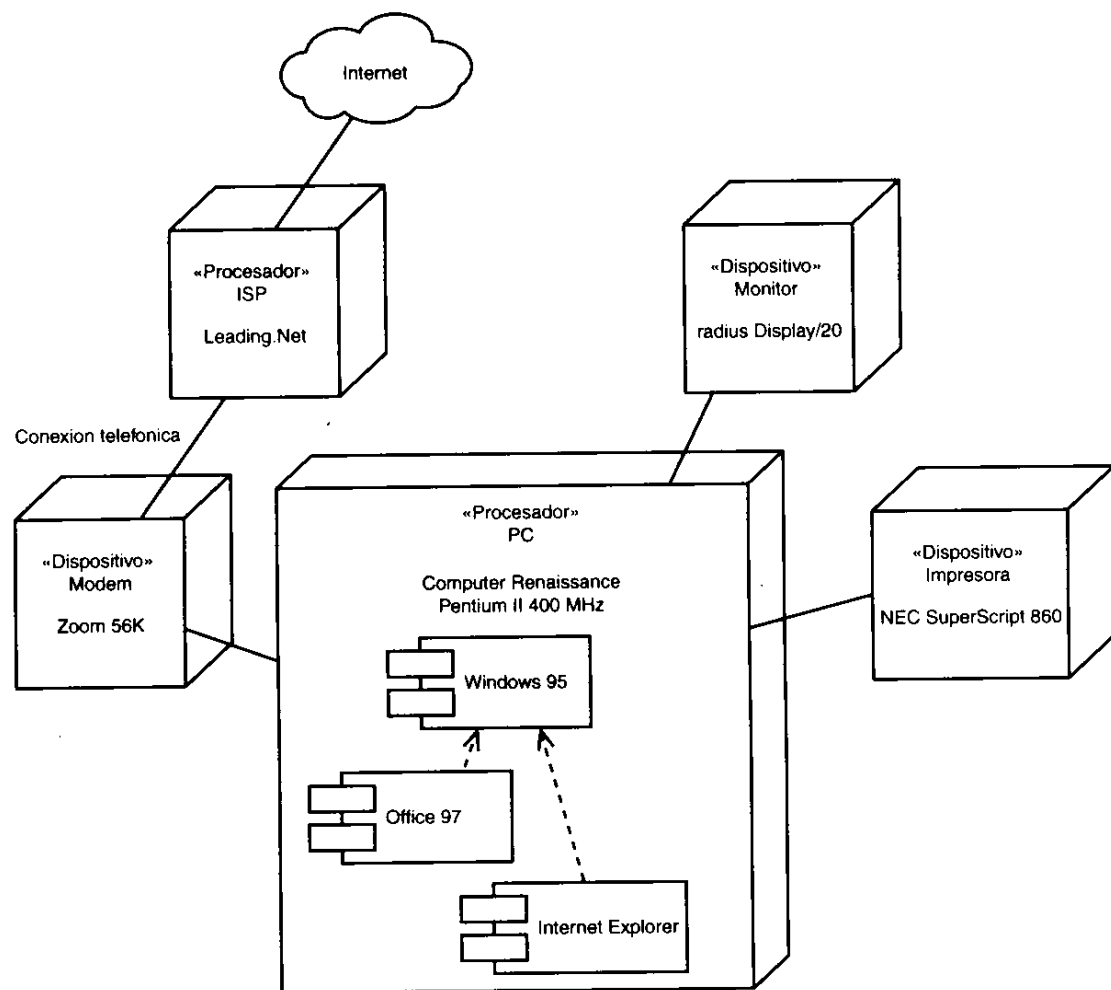 Internet
«Procesador»
ISP
Leading.Net
«Dispositivo»
Monitor
radius Display/20
Conexion telefonica
«Dispositivo»
Modem
Zoom 56K
«Procesador»
PC
Computer Renaissance
Pentium II 400 MHz
Windows 95
Office 97
Internet Explorer
«Dispositivo»
Impresora
NEC SuperScript 860